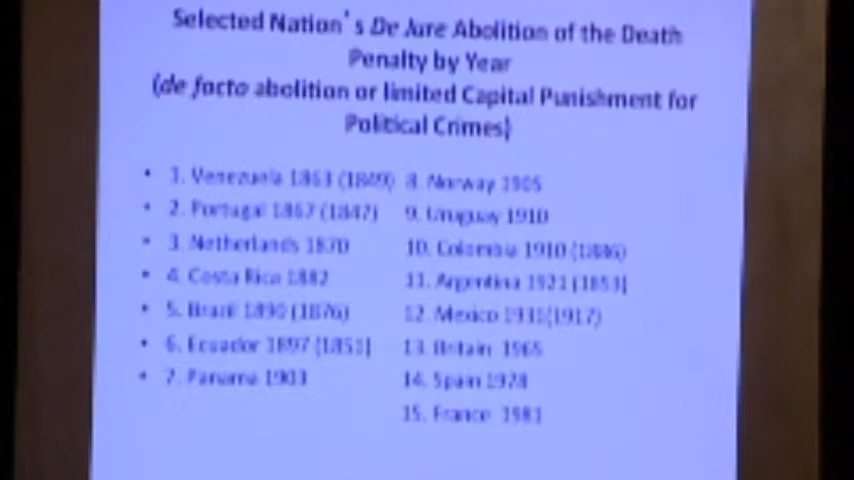 Selected Nation's De Jure Abolition of the Death
Penalty by Year
(de facto abolition or limited Capital Punishment for
Political Crimes)
• 1. Venezuela 1863 (1849)
• 2. Portugal 1867 (1847)
• 3. Netherlands 1870
• 4. Costa Rica 1882
• 5. Brazil 1890 (1876)
• 6. Ecuador 1897 (1851)
• 7. Panama 1903
8. Norway 1905
9. Uruguay 1910
10. Colombia 1910 (1886)
11. Argentina 1921 (1853)
12. Mexico 1931(1917)
13. Britain 1965
14. Spain 1978
15. France 1981